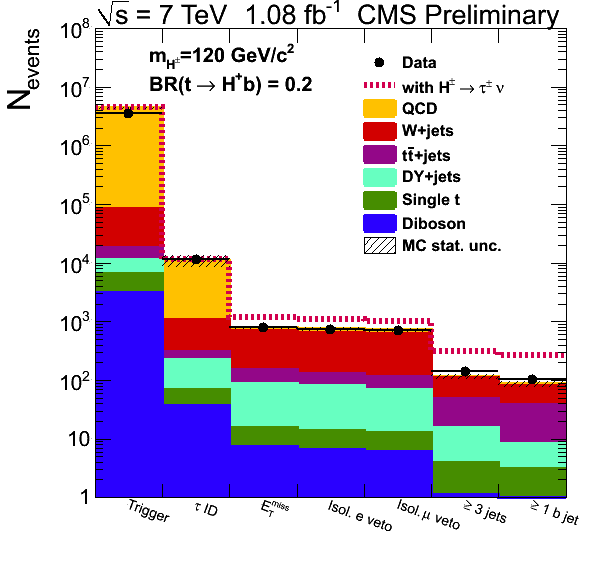 √s = 7 TeV 1.08 fb⁻¹ CMS Preliminary
N_events
10⁸
10⁷
10⁶
10⁵
10⁴
10³
10²
10
1
m_H± =120 GeV/c²
BR(t → H⁺b) = 0.2
Data
with H± → τ± ν
QCD
W+jets
tt̄+jets
DY+jets
Single t
Diboson
MC stat. unc.
Trigger
τ ID
E_T^miss
Isol. e veto
Isol. μ veto
≥ 3 jets
≥ 1 b jet